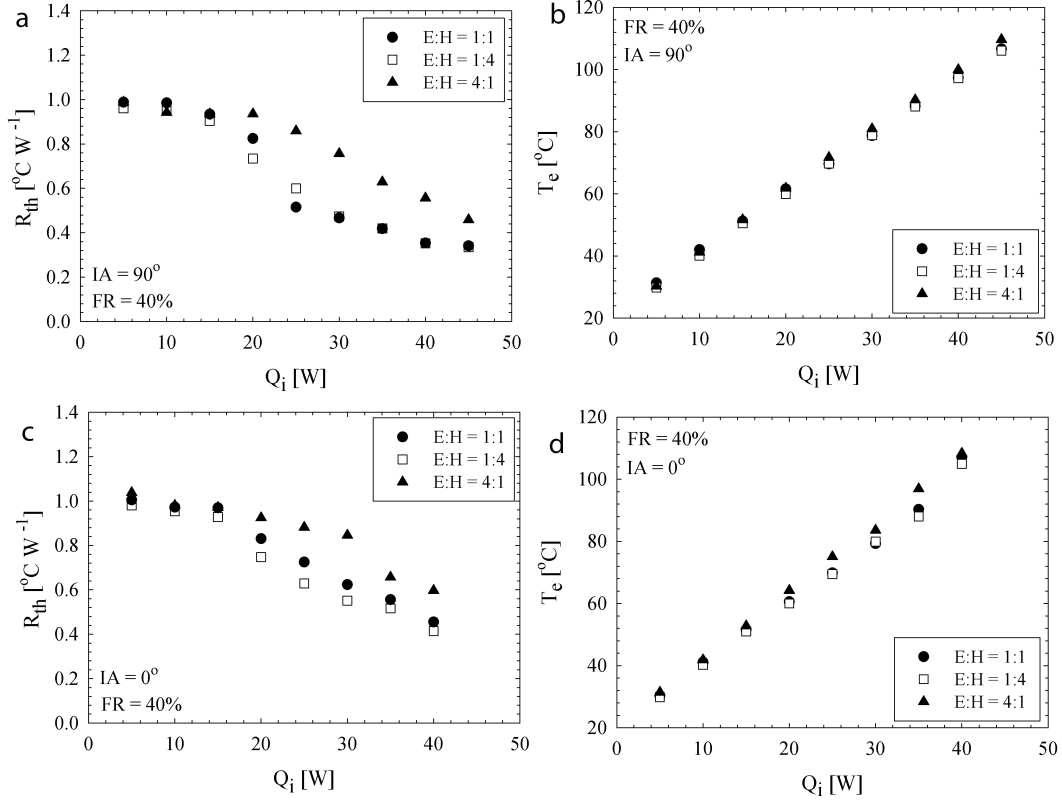 a
1.4
1.2
1.0
0.8
0.6
0.4
0.2
0.0
R_th [°C W⁻¹]
E:H = 1:1
E:H = 1:4
E:H = 4:1
IA = 90°
FR = 40%
0 10 20 30 40 50
Q_i [W]
b
120
100
80
60
40
20
T_e [°C]
FR = 40%
IA = 90°
E:H = 1:1
E:H = 1:4
E:H = 4:1
0 10 20 30 40 50
Q_i [W]
c
1.4
1.2
1.0
0.8
0.6
0.4
0.2
0.0
R_th [°C W⁻¹]
E:H = 1:1
E:H = 1:4
E:H = 4:1
IA = 0°
FR = 40%
0 10 20 30 40 50
Q_i [W]
d
120
100
80
60
40
20
T_e [°C]
FR = 40%
IA = 0°
E:H = 1:1
E:H = 1:4
E:H = 4:1
0 10 20 30 40 50
Q_i [W]